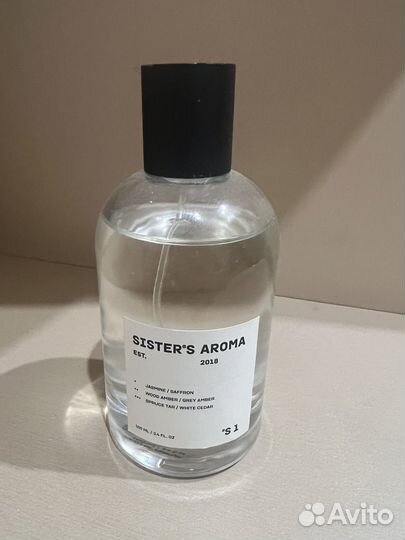 SISTER'S AROMA
EST. 2018
* JASMINE / SAFFRON
** WOOD AMBER / GREY AMBER
*** SPRUCE TAR / WHITE CEDAR
100 ML / 3.4 FL. OZ
'S 1
Avito